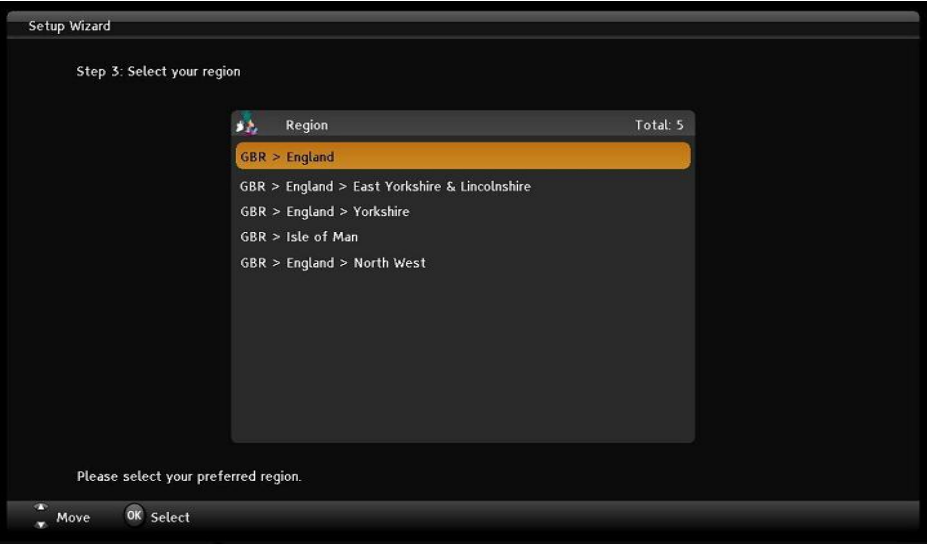 Setup Wizard
Step 3: Select your region
Region Total: 5
GBR > England
GBR > England > East Yorkshire & Lincolnshire
GBR > England > Yorkshire
GBR > Isle of Man
GBR > England > North West
Please select your preferred region.
Move OK Select